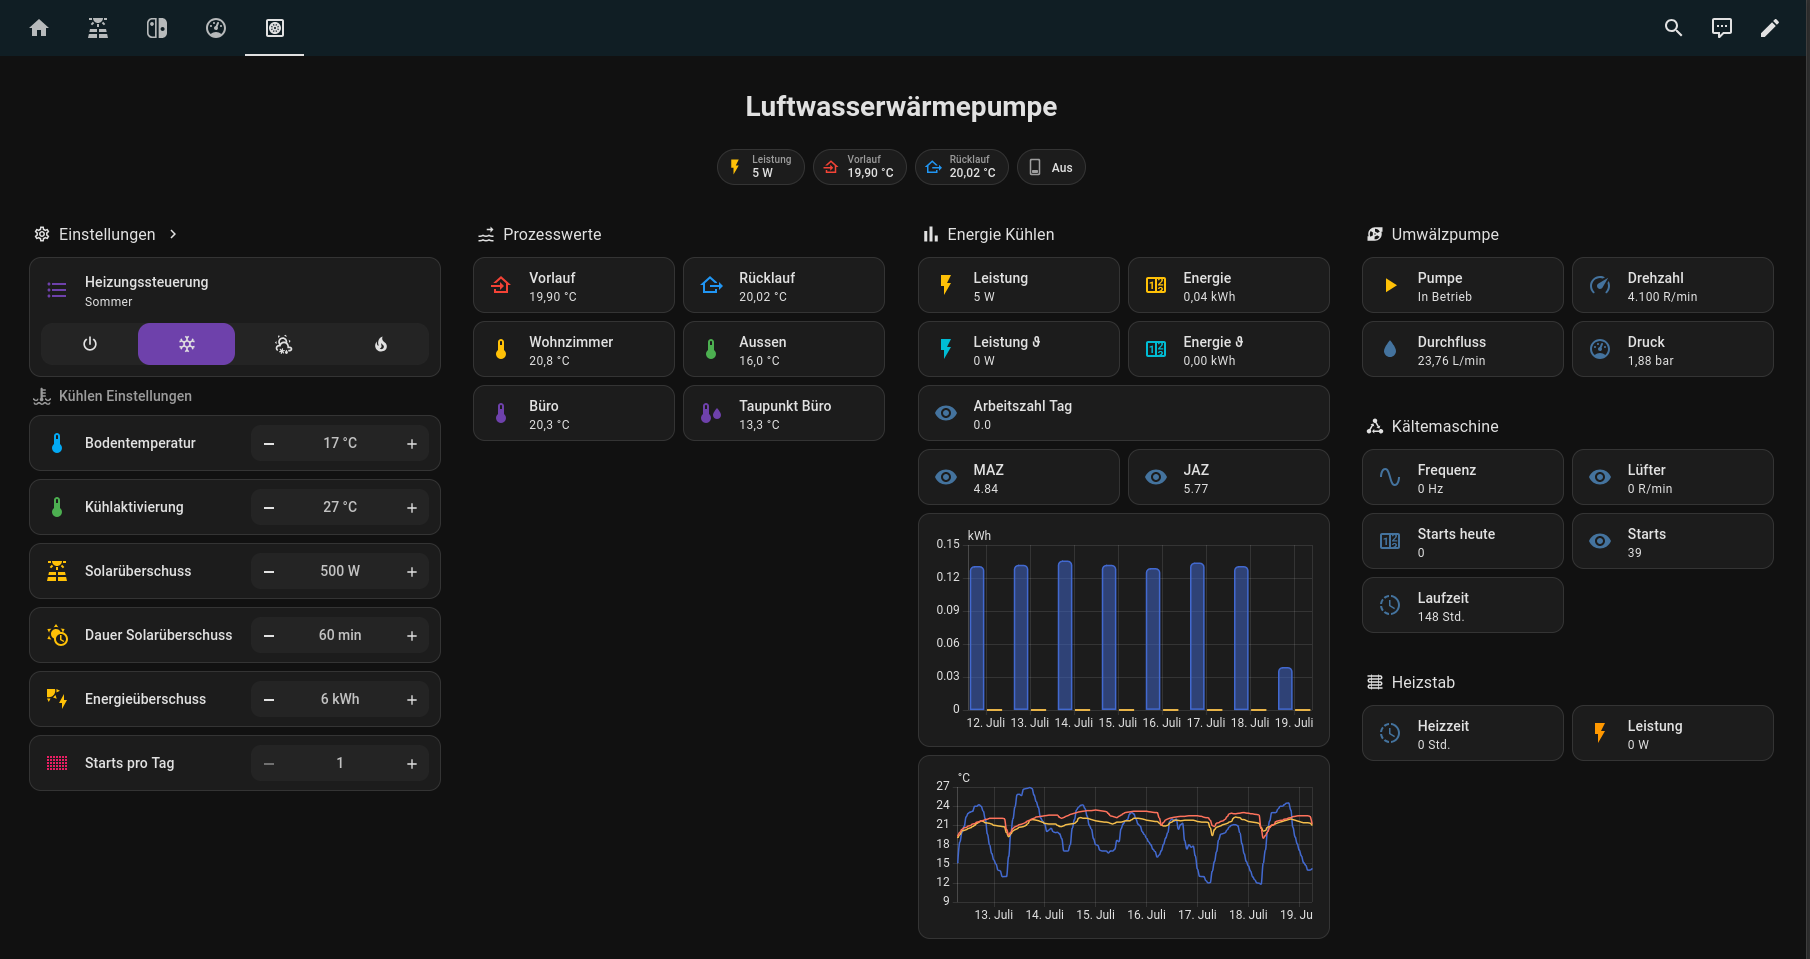 Luftwasserwärmepumpe
Leistung
5 W
Vorlauf
19,90 °C
Rücklauf
20,02 °C
Aus
Einstellungen
Heizungssteuerung
Sommer
Kühlen Einstellungen
Bodentemperatur
17 °C
Kühlaktivierung
27 °C
Solarüberschuss
500 W
Dauer Solarüberschuss
60 min
Energieüberschuss
6 kWh
Starts pro Tag
1
Prozesswerte
Vorlauf
19,90 °C
Rücklauf
20,02 °C
Wohnzimmer
20,8 °C
Aussen
16,0 °C
Büro
20,3 °C
Taupunkt Büro
13,3 °C
Energie Kühlen
Leistung
5 W
Energie
0,04 kWh
Leistung ϑ
0 W
Energie ϑ
0,00 kWh
Arbeitszahl Tag
0.0
MAZ
4.84
JAZ
5.77
kWh
0.15
0.12
0.09
0.06
0.03
0
12. Juli 13. Juli 14. Juli 15. Juli 16. Juli 17. Juli 18. Juli 19. Juli
°C
27
24
21
18
15
12
9
13. Juli 14. Juli 15. Juli 16. Juli 17. Juli 18. Juli 19. Ju
Umwälzpumpe
Pumpe
In Betrieb
Drehzahl
4.100 R/min
Durchfluss
23,76 L/min
Druck
1,88 bar
Kältemaschine
Frequenz
0 Hz
Lüfter
0 R/min
Starts heute
0
Starts
39
Laufzeit
148 Std.
Heizstab
Heizzeit
0 Std.
Leistung
0 W